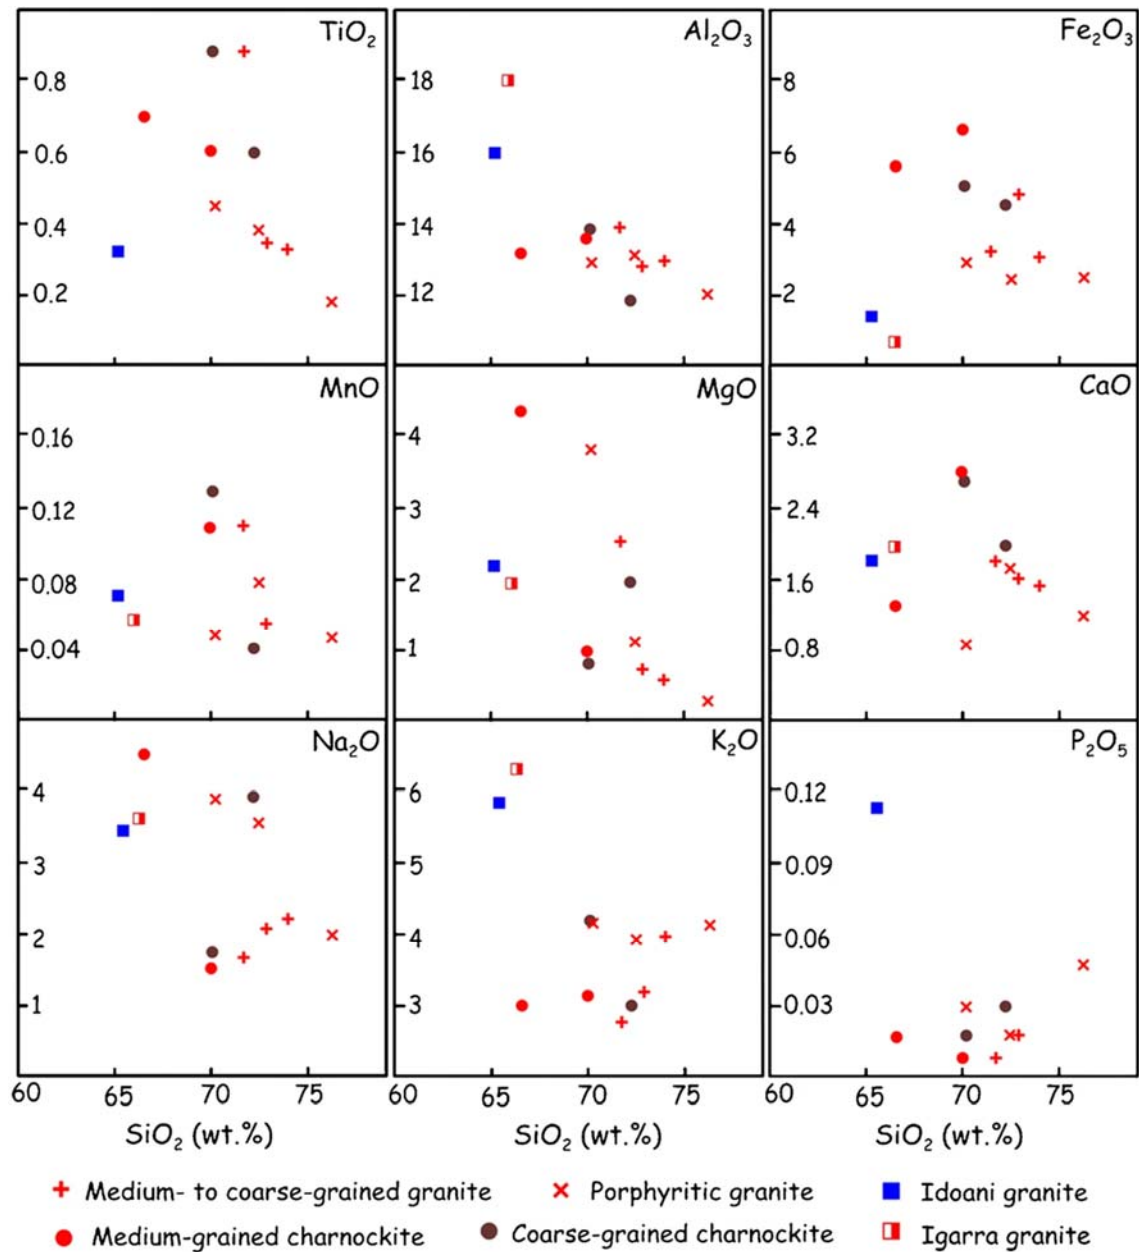 TiO2
0.8
0.6
0.4
0.2
Al2O3
18
16
14
12
Fe2O3
8
6
4
2
MnO
0.16
0.12
0.08
0.04
MgO
4
3
2
1
CaO
3.2
2.4
1.6
0.8
Na2O
4
3
2
1
K2O
6
5
4
3
P2O5
0.12
0.09
0.06
0.03
60 65 70 75 60 65 70 75 60 65 70 75
SiO2 (wt.%) SiO2 (wt.%) SiO2 (wt.%)
Medium- to coarse-grained granite Porphyritic granite Idoani granite
Medium-grained charnockite Coarse-grained charnockite Igarra granite